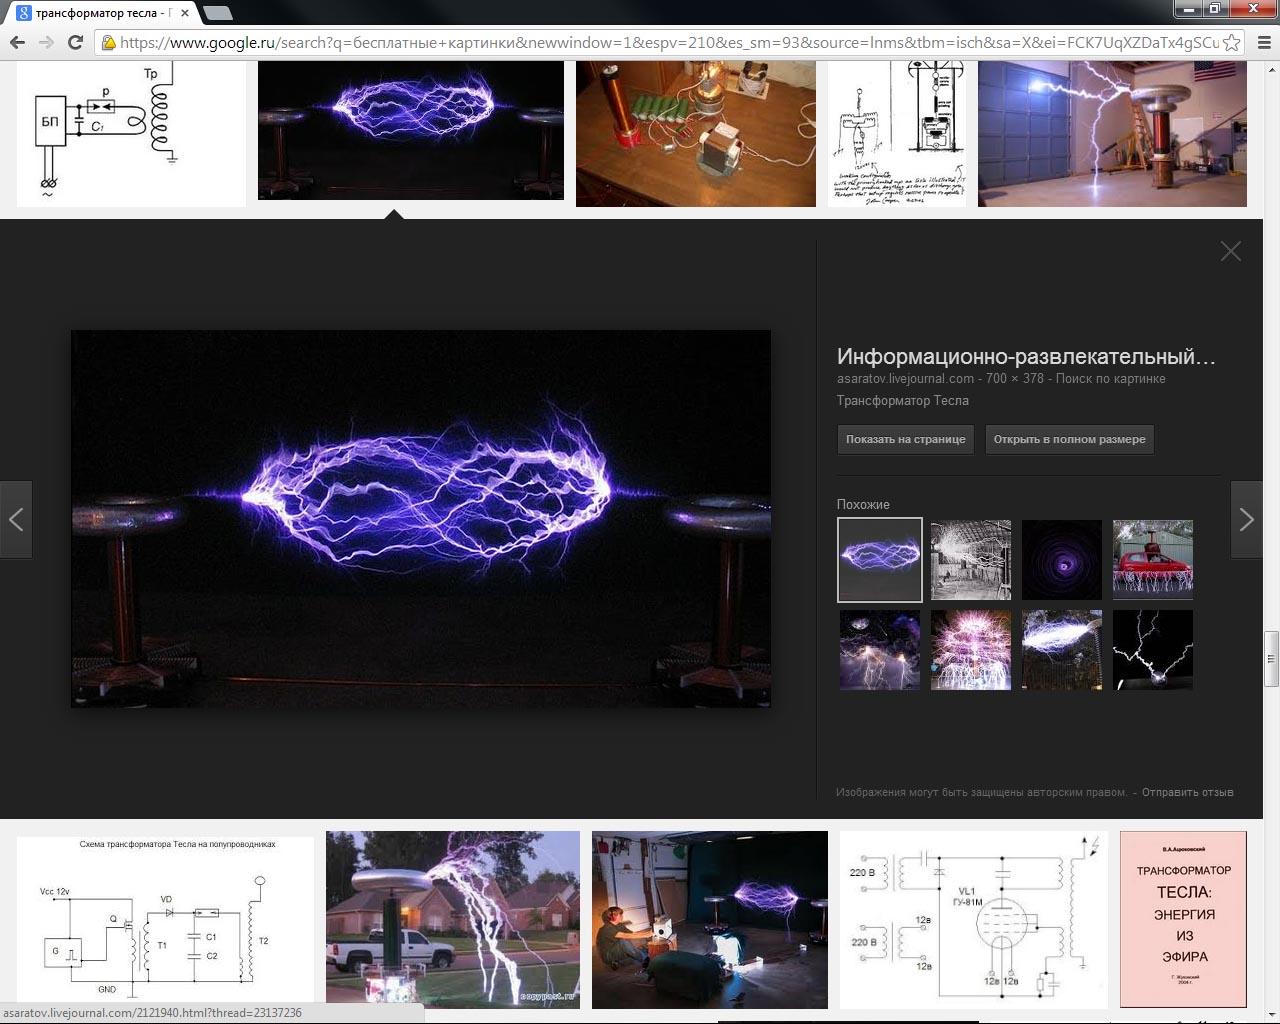 трансформатор тесла - П
https://www.google.ru/search?q=бесплатные+картинки&newwindow=1&espv=210&es_sm=93&source=lnms&tbm=isch&sa=X&ei=FCK7UqXZDaTx4gSCu
Тр
р
БП
C1
~
Информационно-развлекательный...
asaratov.livejournal.com - 700 × 378 - Поиск по картинке
Трансформатор Тесла
Показать на странице
Открыть в полном размере
Похожие
Изображения могут быть защищены авторским правом. - Отправить отзыв
Схема трансформатора Тесла на полупроводниках
Vcc 12v
VD
Q
G
T1
C1
C2
T2
GND
copypast.ru
220 В
VL1
ГУ-81М
12в
220 В
12в
12в 12в
В.А.Ацюковский
ТРАНСФОРМАТОР
ТЕСЛА:
ЭНЕРГИЯ
ИЗ
ЭФИРА
Г. Жуковский
2004 г.
asaratov.livejournal.com/2121940.html?thread=23137236